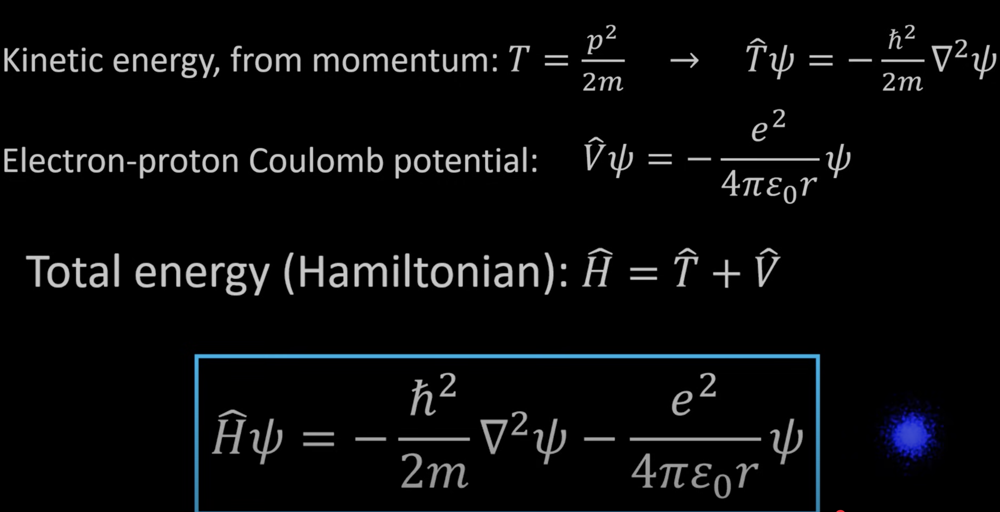 Kinetic energy, from momentum: T = p²/2m → T̂ψ = −ħ²/2m ∇²ψ
Electron-proton Coulomb potential: V̂ψ = −e²/4πε₀r ψ
Total energy (Hamiltonian): Ĥ = T̂ + V̂
Ĥψ = −ħ²/2m ∇²ψ − e²/4πε₀r ψ